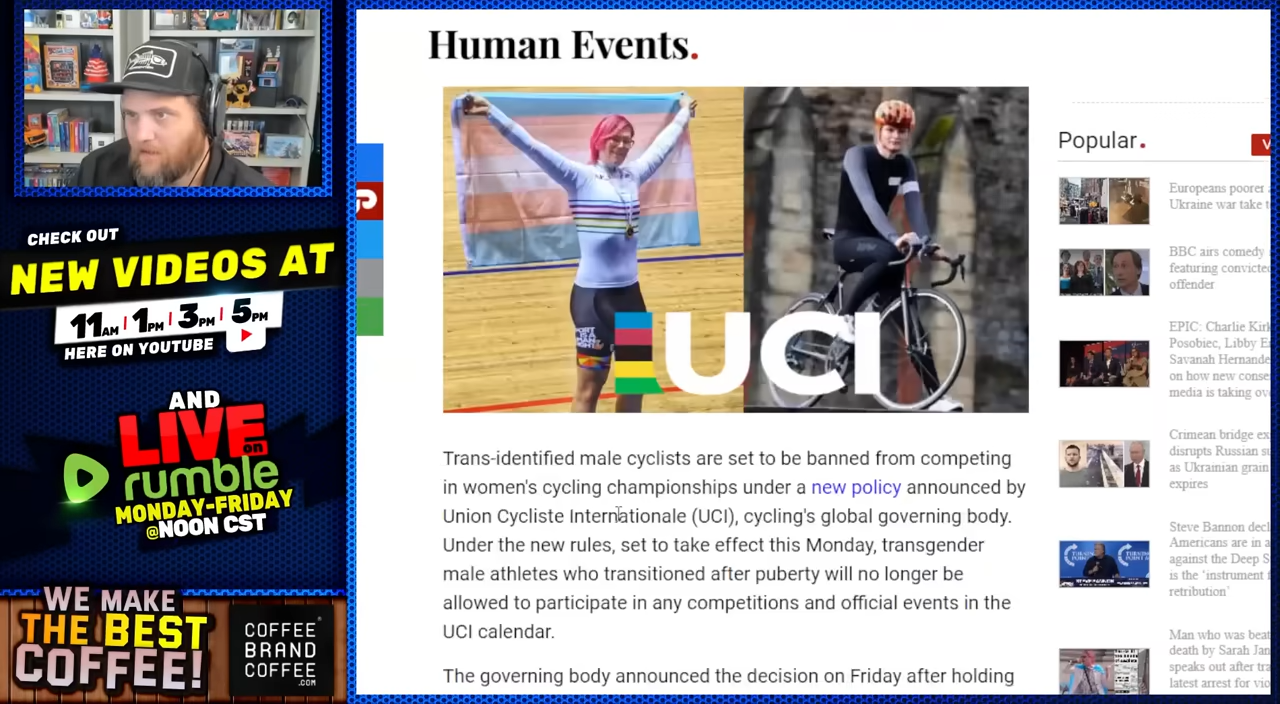 CHECK OUT
NEW VIDEOS AT
11AM | 1PM | 3PM | 5PM
HERE ON YOUTUBE
AND
LIVE on
rumble
MONDAY-FRIDAY
@NOON CST
WE MAKE
THE BEST
COFFEE!
COFFEE
BRAND
COFFEE
.COM
Human Events.
UCI
Trans-identified male cyclists are set to be banned from competing
in women's cycling championships under a new policy announced by
Union Cycliste Internationale (UCI), cycling's global governing body.
Under the new rules, set to take effect this Monday, transgender
male athletes who transitioned after puberty will no longer be
allowed to participate in any competitions and official events in the
UCI calendar.
The governing body announced the decision on Friday after holding
Popular.
V
Europeans poorer
Ukraine war take
BBC airs comedy
featuring convicted
offender
EPIC: Charlie Kirk
Posobiec, Libby
Savanah Hernande
on how new conse
media is taking
Crimean bridge
disrupts Russian
as Ukrainian grain
expires
Steve Bannon
Americans are in
against the Deep S
is the 'instrument
retribution'
Man who was beat
death by Sarah Jan
speaks out after
latest arrest for